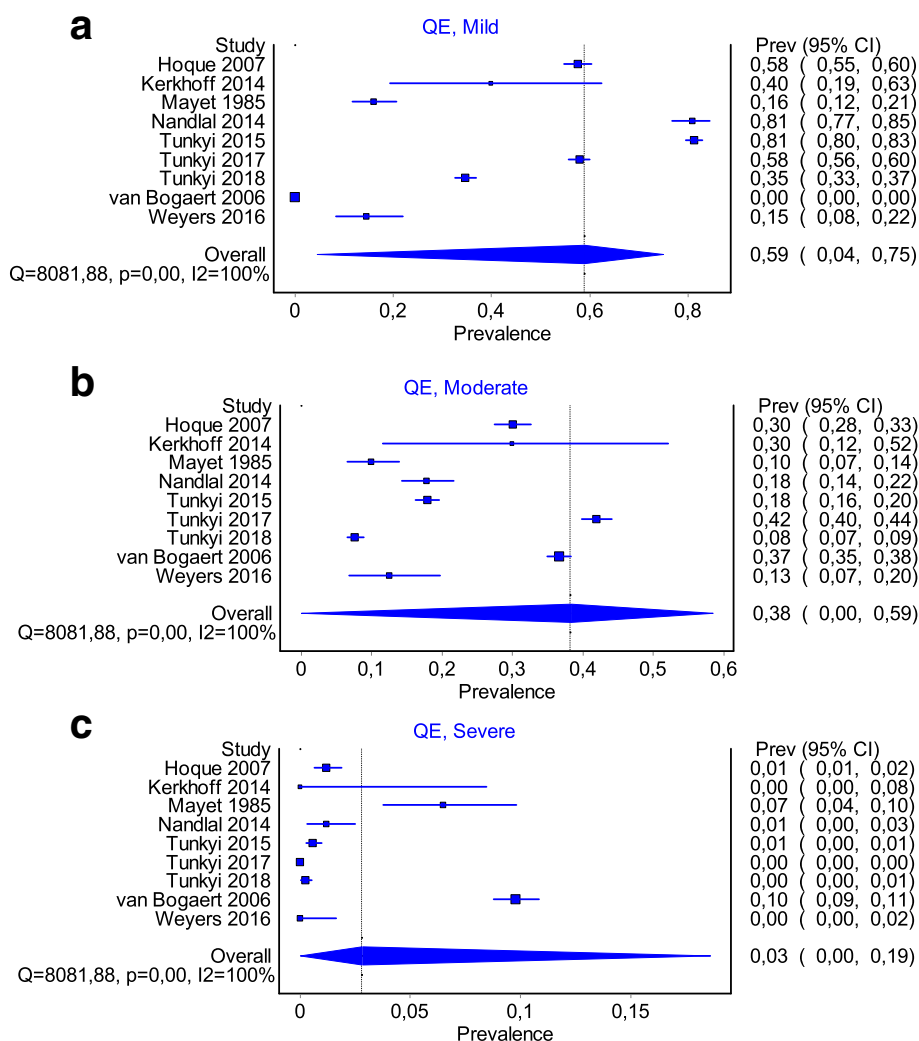 a
QE, Mild
Study Prev (95% CI)
Hoque 2007 0,58 ( 0,55, 0,60)
Kerkhoff 2014 0,40 ( 0,19, 0,63)
Mayet 1985 0,16 ( 0,12, 0,21)
Nandlal 2014 0,81 ( 0,77, 0,85)
Tunkyi 2015 0,81 ( 0,80, 0,83)
Tunkyi 2017 0,58 ( 0,56, 0,60)
Tunkyi 2018 0,35 ( 0,33, 0,37)
van Bogaert 2006 0,00 ( 0,00, 0,00)
Weyers 2016 0,15 ( 0,08, 0,22)
Overall 0,59 ( 0,04, 0,75)
Q=8081,88, p=0,00, I2=100%
0 0,2 0,4 0,6 0,8
Prevalence
b
QE, Moderate
Study Prev (95% CI)
Hoque 2007 0,30 ( 0,28, 0,33)
Kerkhoff 2014 0,30 ( 0,12, 0,52)
Mayet 1985 0,10 ( 0,07, 0,14)
Nandlal 2014 0,18 ( 0,14, 0,22)
Tunkyi 2015 0,18 ( 0,16, 0,20)
Tunkyi 2017 0,42 ( 0,40, 0,44)
Tunkyi 2018 0,08 ( 0,07, 0,09)
van Bogaert 2006 0,37 ( 0,35, 0,38)
Weyers 2016 0,13 ( 0,07, 0,20)
Overall 0,38 ( 0,00, 0,59)
Q=8081,88, p=0,00, I2=100%
0 0,1 0,2 0,3 0,4 0,5 0,6
Prevalence
c
QE, Severe
Study Prev (95% CI)
Hoque 2007 0,01 ( 0,01, 0,02)
Kerkhoff 2014 0,00 ( 0,00, 0,08)
Mayet 1985 0,07 ( 0,04, 0,10)
Nandlal 2014 0,01 ( 0,00, 0,03)
Tunkyi 2015 0,01 ( 0,00, 0,01)
Tunkyi 2017 0,00 ( 0,00, 0,00)
Tunkyi 2018 0,00 ( 0,00, 0,01)
van Bogaert 2006 0,10 ( 0,09, 0,11)
Weyers 2016 0,00 ( 0,00, 0,02)
Overall 0,03 ( 0,00, 0,19)
Q=8081,88, p=0,00, I2=100%
0 0,05 0,1 0,15
Prevalence